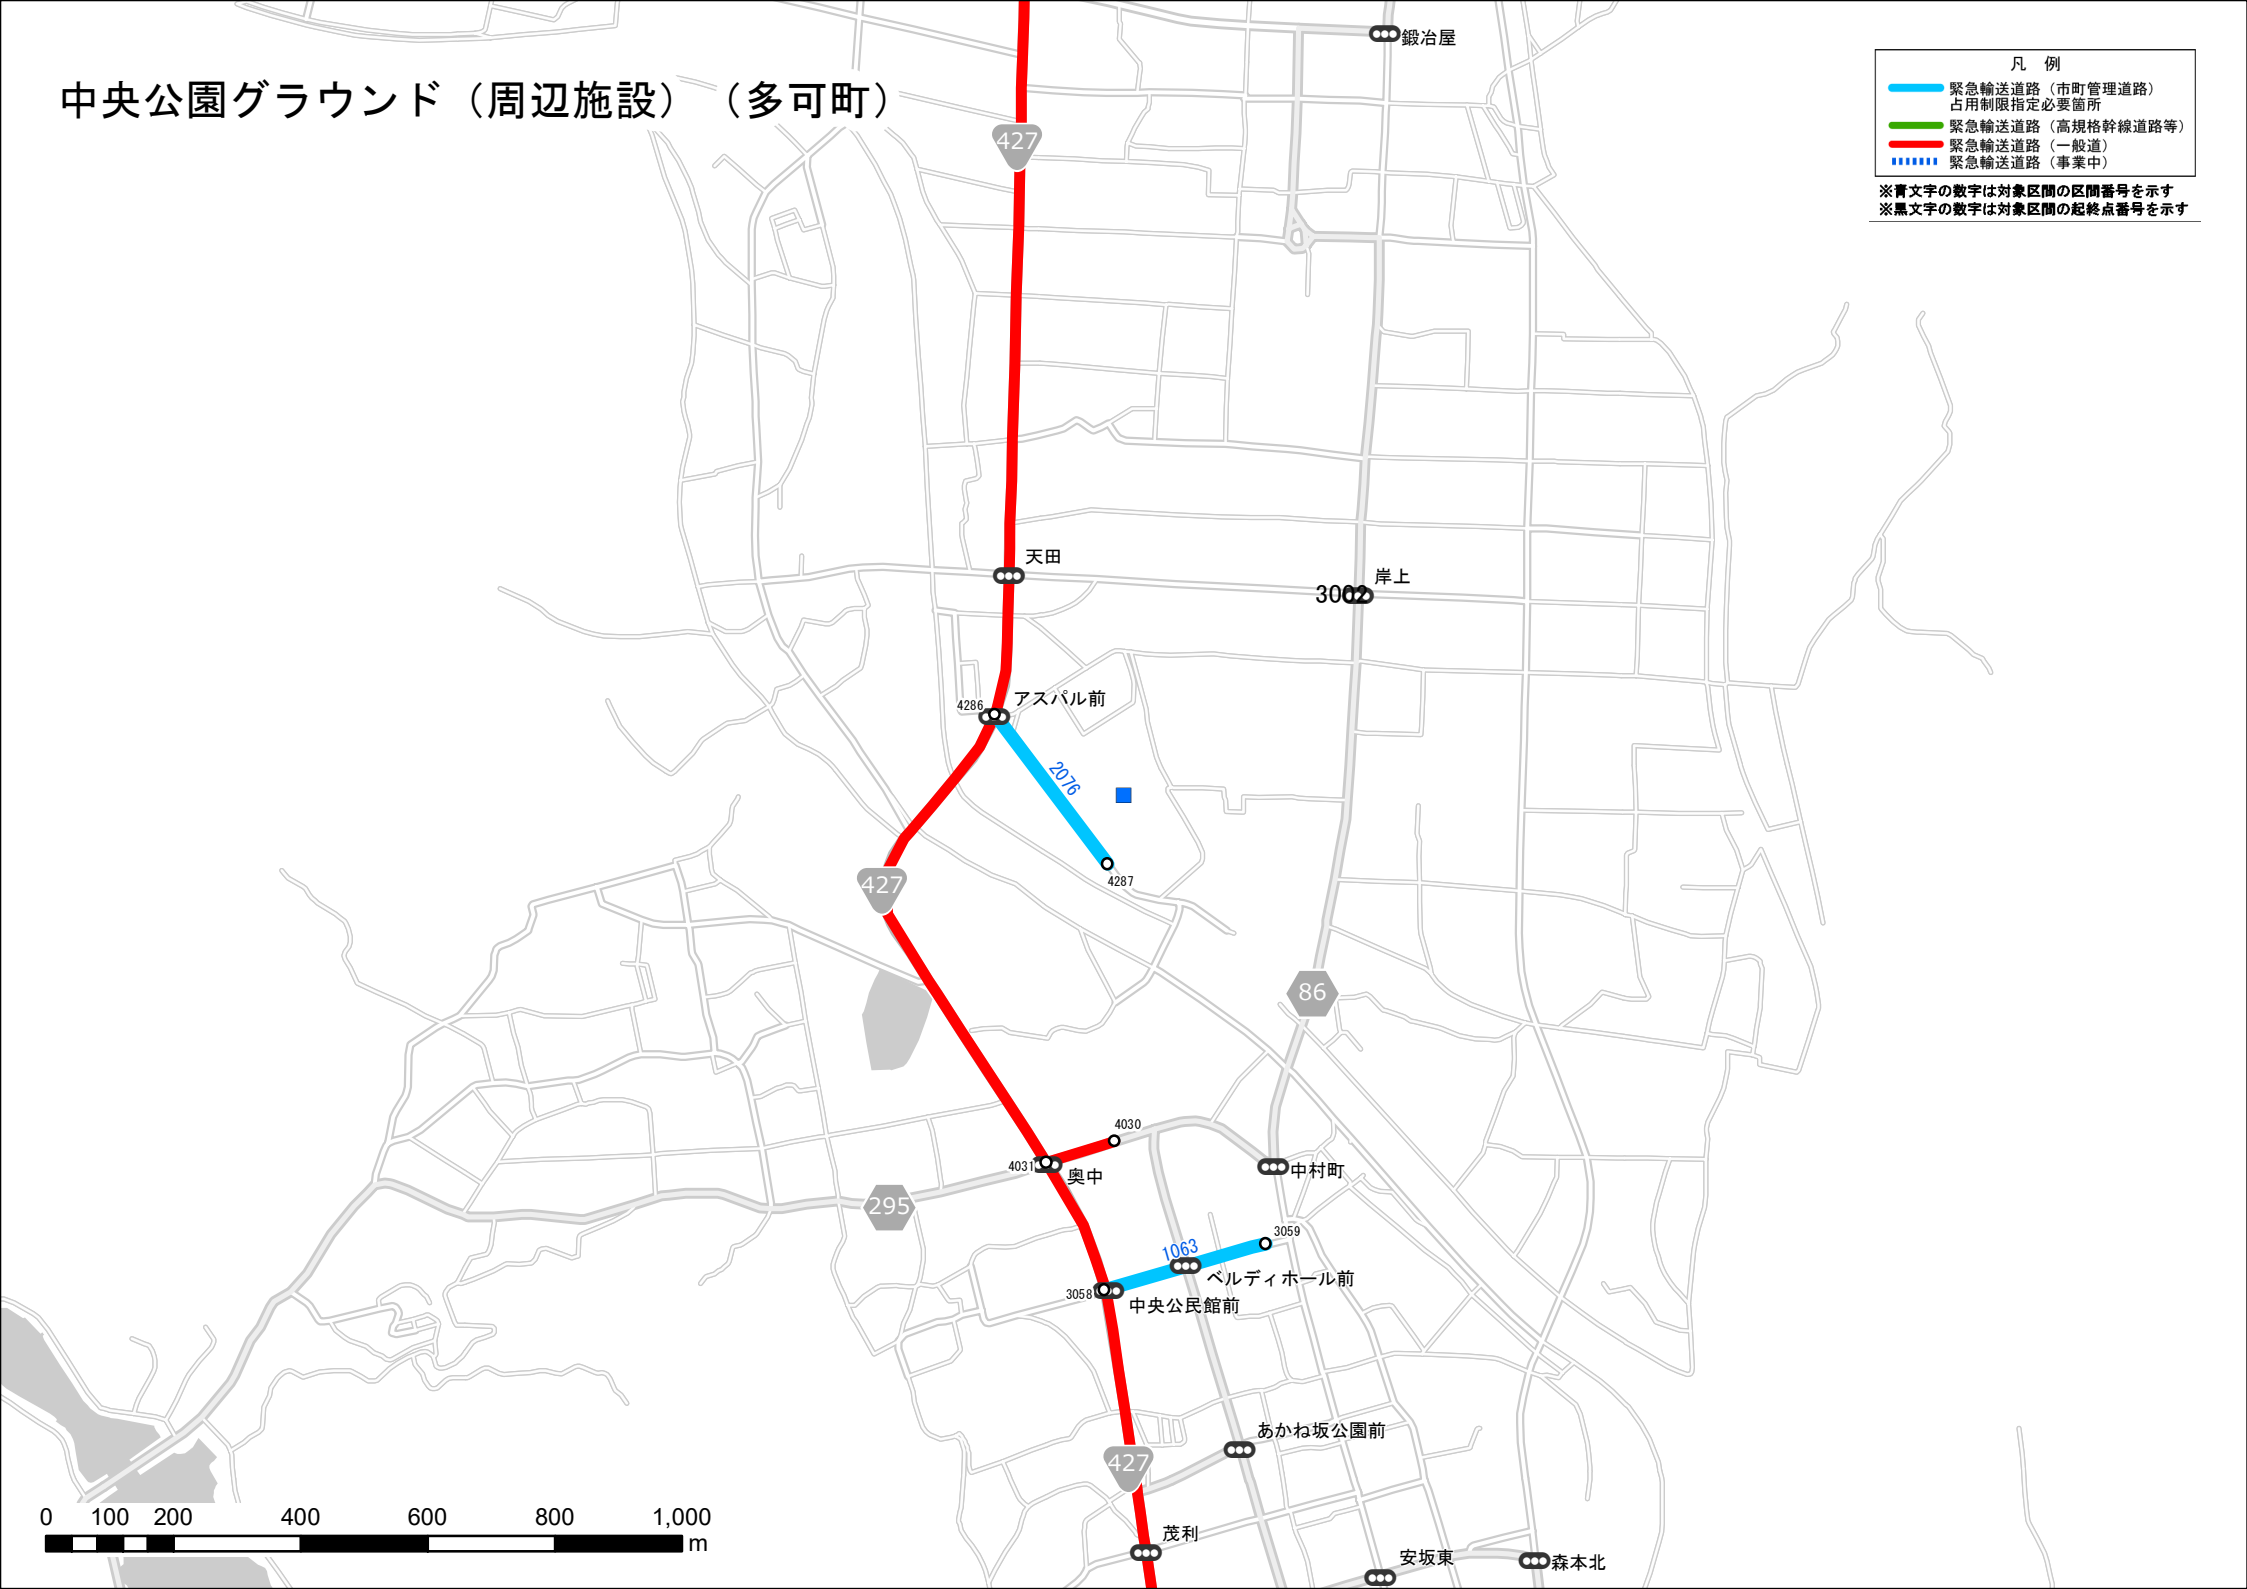 中央公園グラウンド（周辺施設）（多可町）
凡 例
緊急輸送道路（市町管理道路）
占用制限指定必要箇所
緊急輸送道路（高規格幹線道路等）
緊急輸送道路（一般道）
緊急輸送道路（事業中）
※青文字の数字は対象区間の区間番号を示す
※黒文字の数字は対象区間の起終点番号を示す
鍛冶屋
427
天田
岸上
3002
アスパル前
4286
2076
4287
427
86
4030
4031
奥中
中村町
295
3059
1063
ベルディホール前
3058
中央公民館前
あかね坂公園前
427
茂利
安坂東
森本北
0 100 200 400 600 800 1,000
m